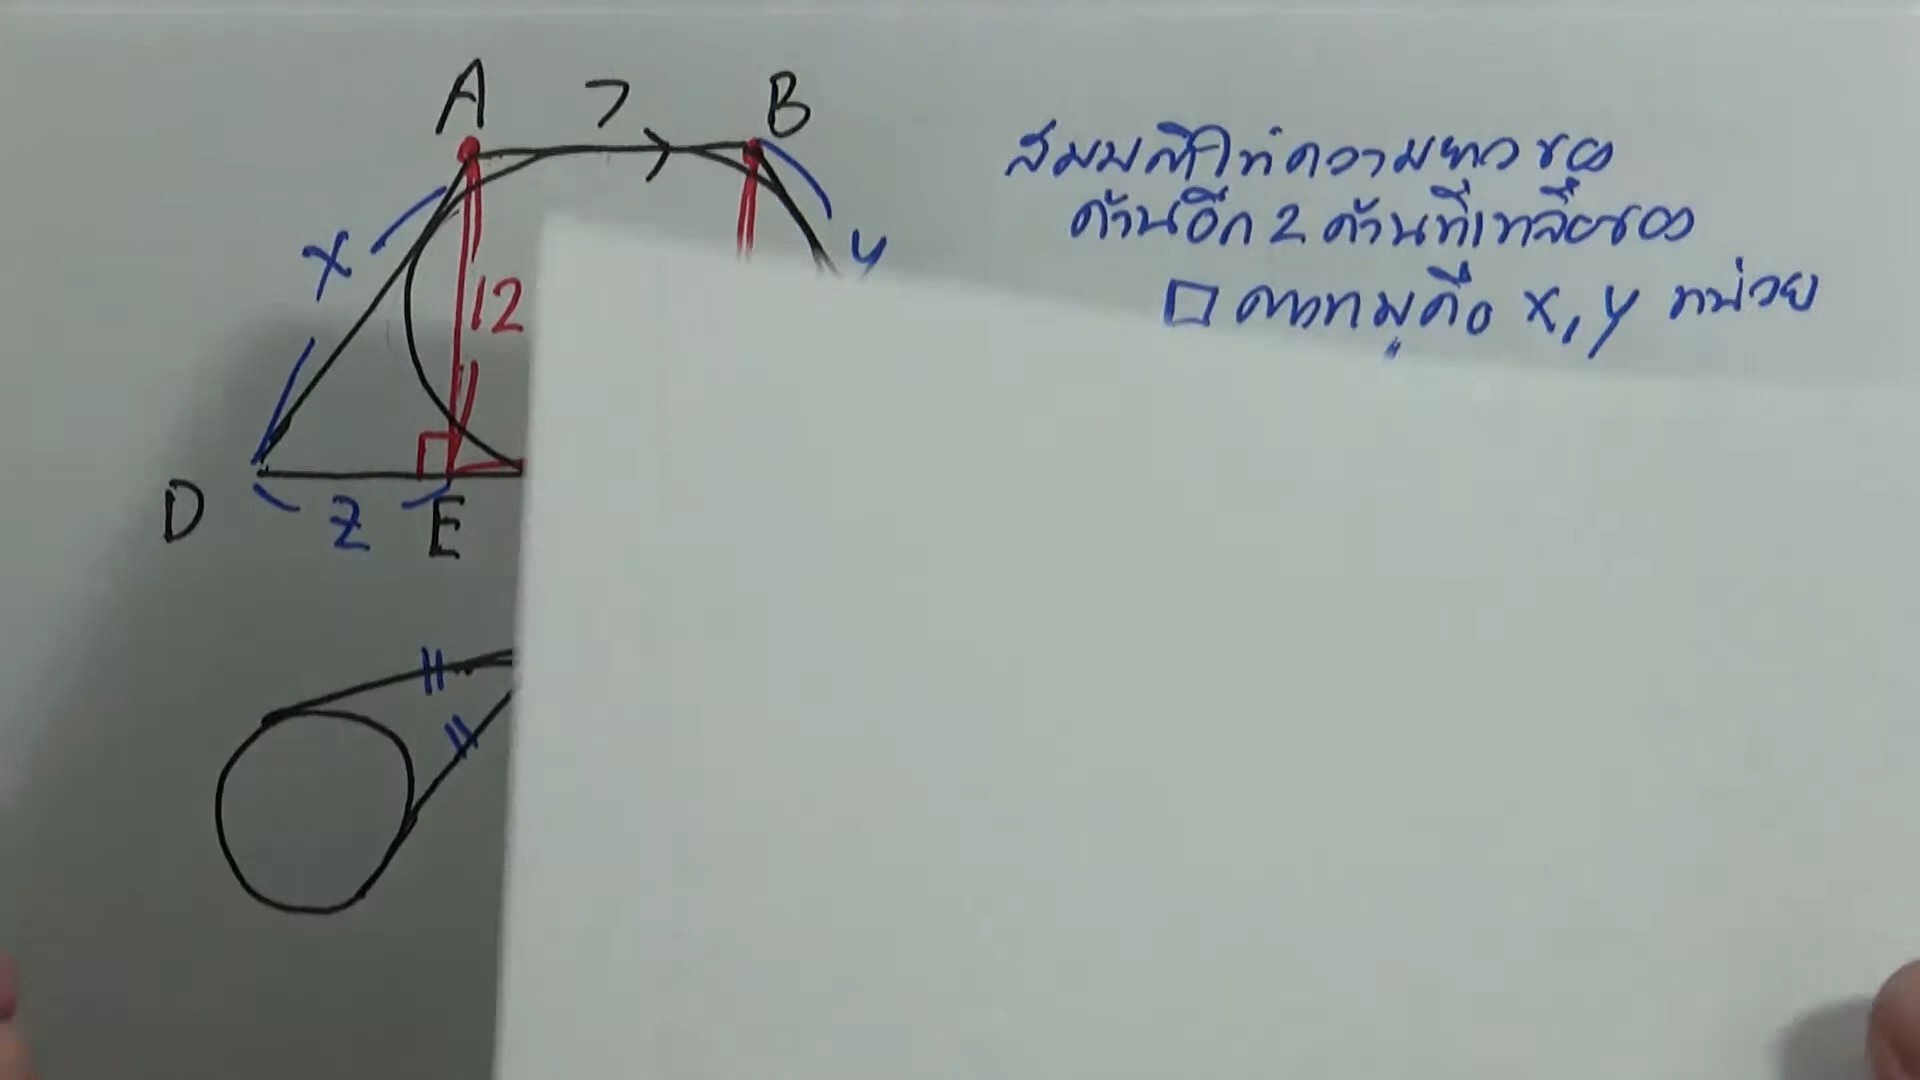 A 7 B
สมมติให้ความยาวของ
ด้านอีก 2 ด้านที่เหลือของ
x y
12
□ คางหมูคือ x, y หน่วย
D z E